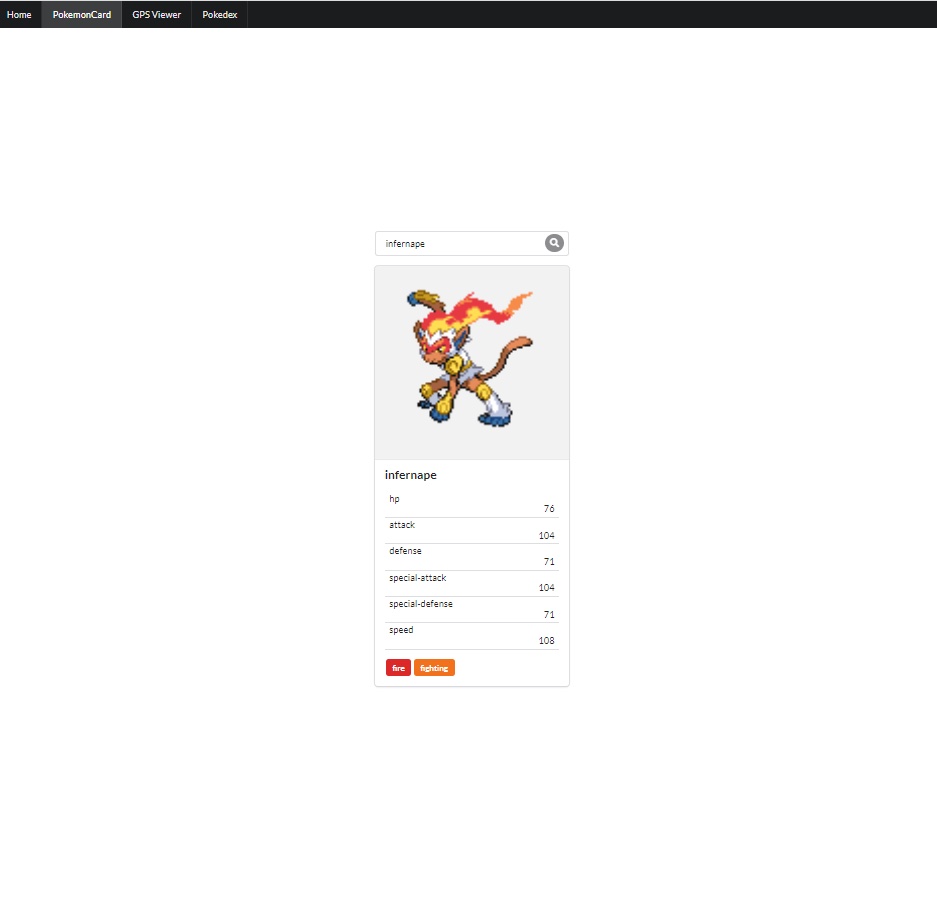 Home PokemonCard GPS Viewer Pokedex
infernape
infernape
hp
76
attack
104
defense
71
special-attack
104
special-defense
71
speed
108
fire fighting